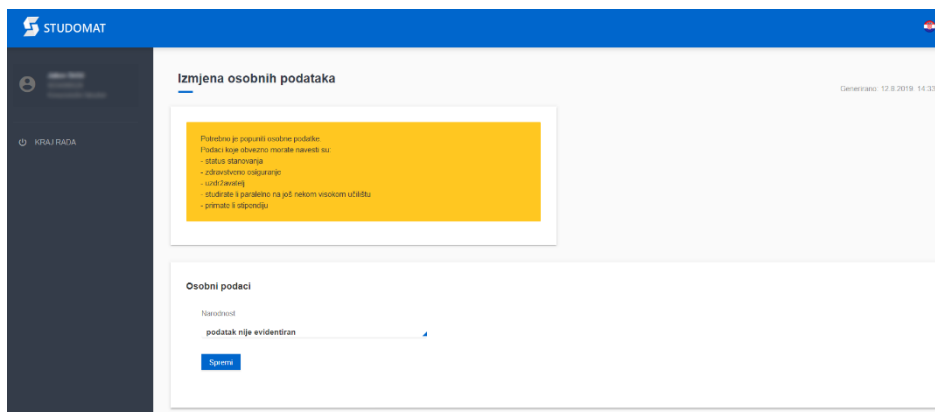 STUDOMAT
Izmjena osobnih podataka
Generirano: 12.8.2019. 14:33
KRAJ RADA
Potrebno je popuniti osobne podatke.
Podaci koje obvezno morate navesti su:
- status stanovanja
- zdravstveno osiguranje
- uzdržavatelj
- studirate li paralelno na još nekom visokom učilištu
- primate li stipendiju
Osobni podaci
Narodnost
podatak nije evidentiran
Spremi